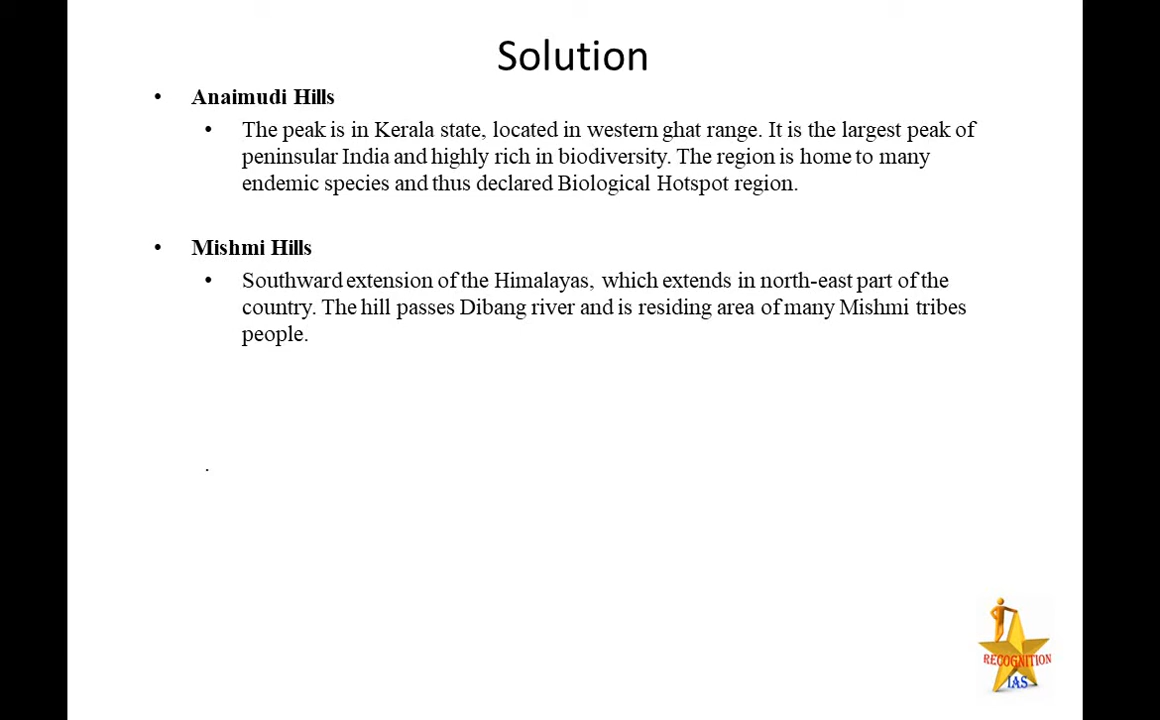 Solution
• Anaimudi Hills
• The peak is in Kerala state, located in western ghat range. It is the largest peak of
peninsular India and highly rich in biodiversity. The region is home to many
endemic species and thus declared Biological Hotspot region.
• Mishmi Hills
• Southward extension of the Himalayas, which extends in north-east part of the
country. The hill passes Dibang river and is residing area of many Mishmi tribes
people.
.
RECOGNITION
IAS